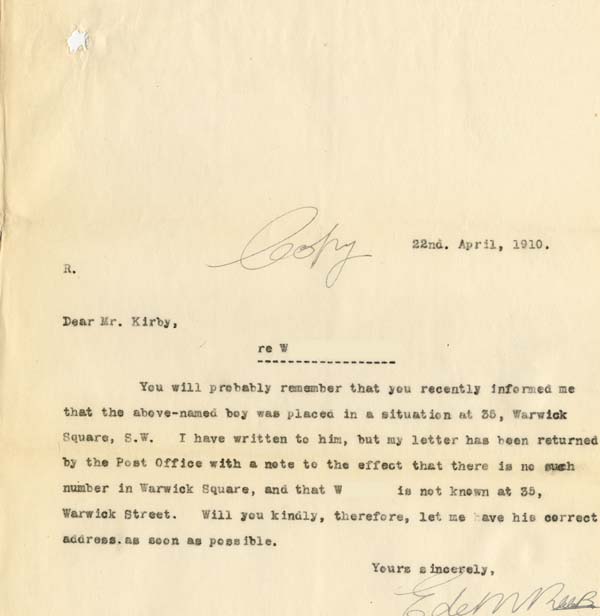 Copy
22nd. April, 1910.
R.
Dear Mr. Kirby,
re W
You will probably remember that you recently informed me
that the above-named boy was placed in a situation at 35, Warwick
Square, S.W. I have written to him, but my letter has been returned
by the Post Office with a note to the effect that there is no such
number in Warwick Square, and that W is not known at 35,
Warwick Street. Will you kindly, therefore, let me have his correct
address.as soon as possible.
Yours sincerely,